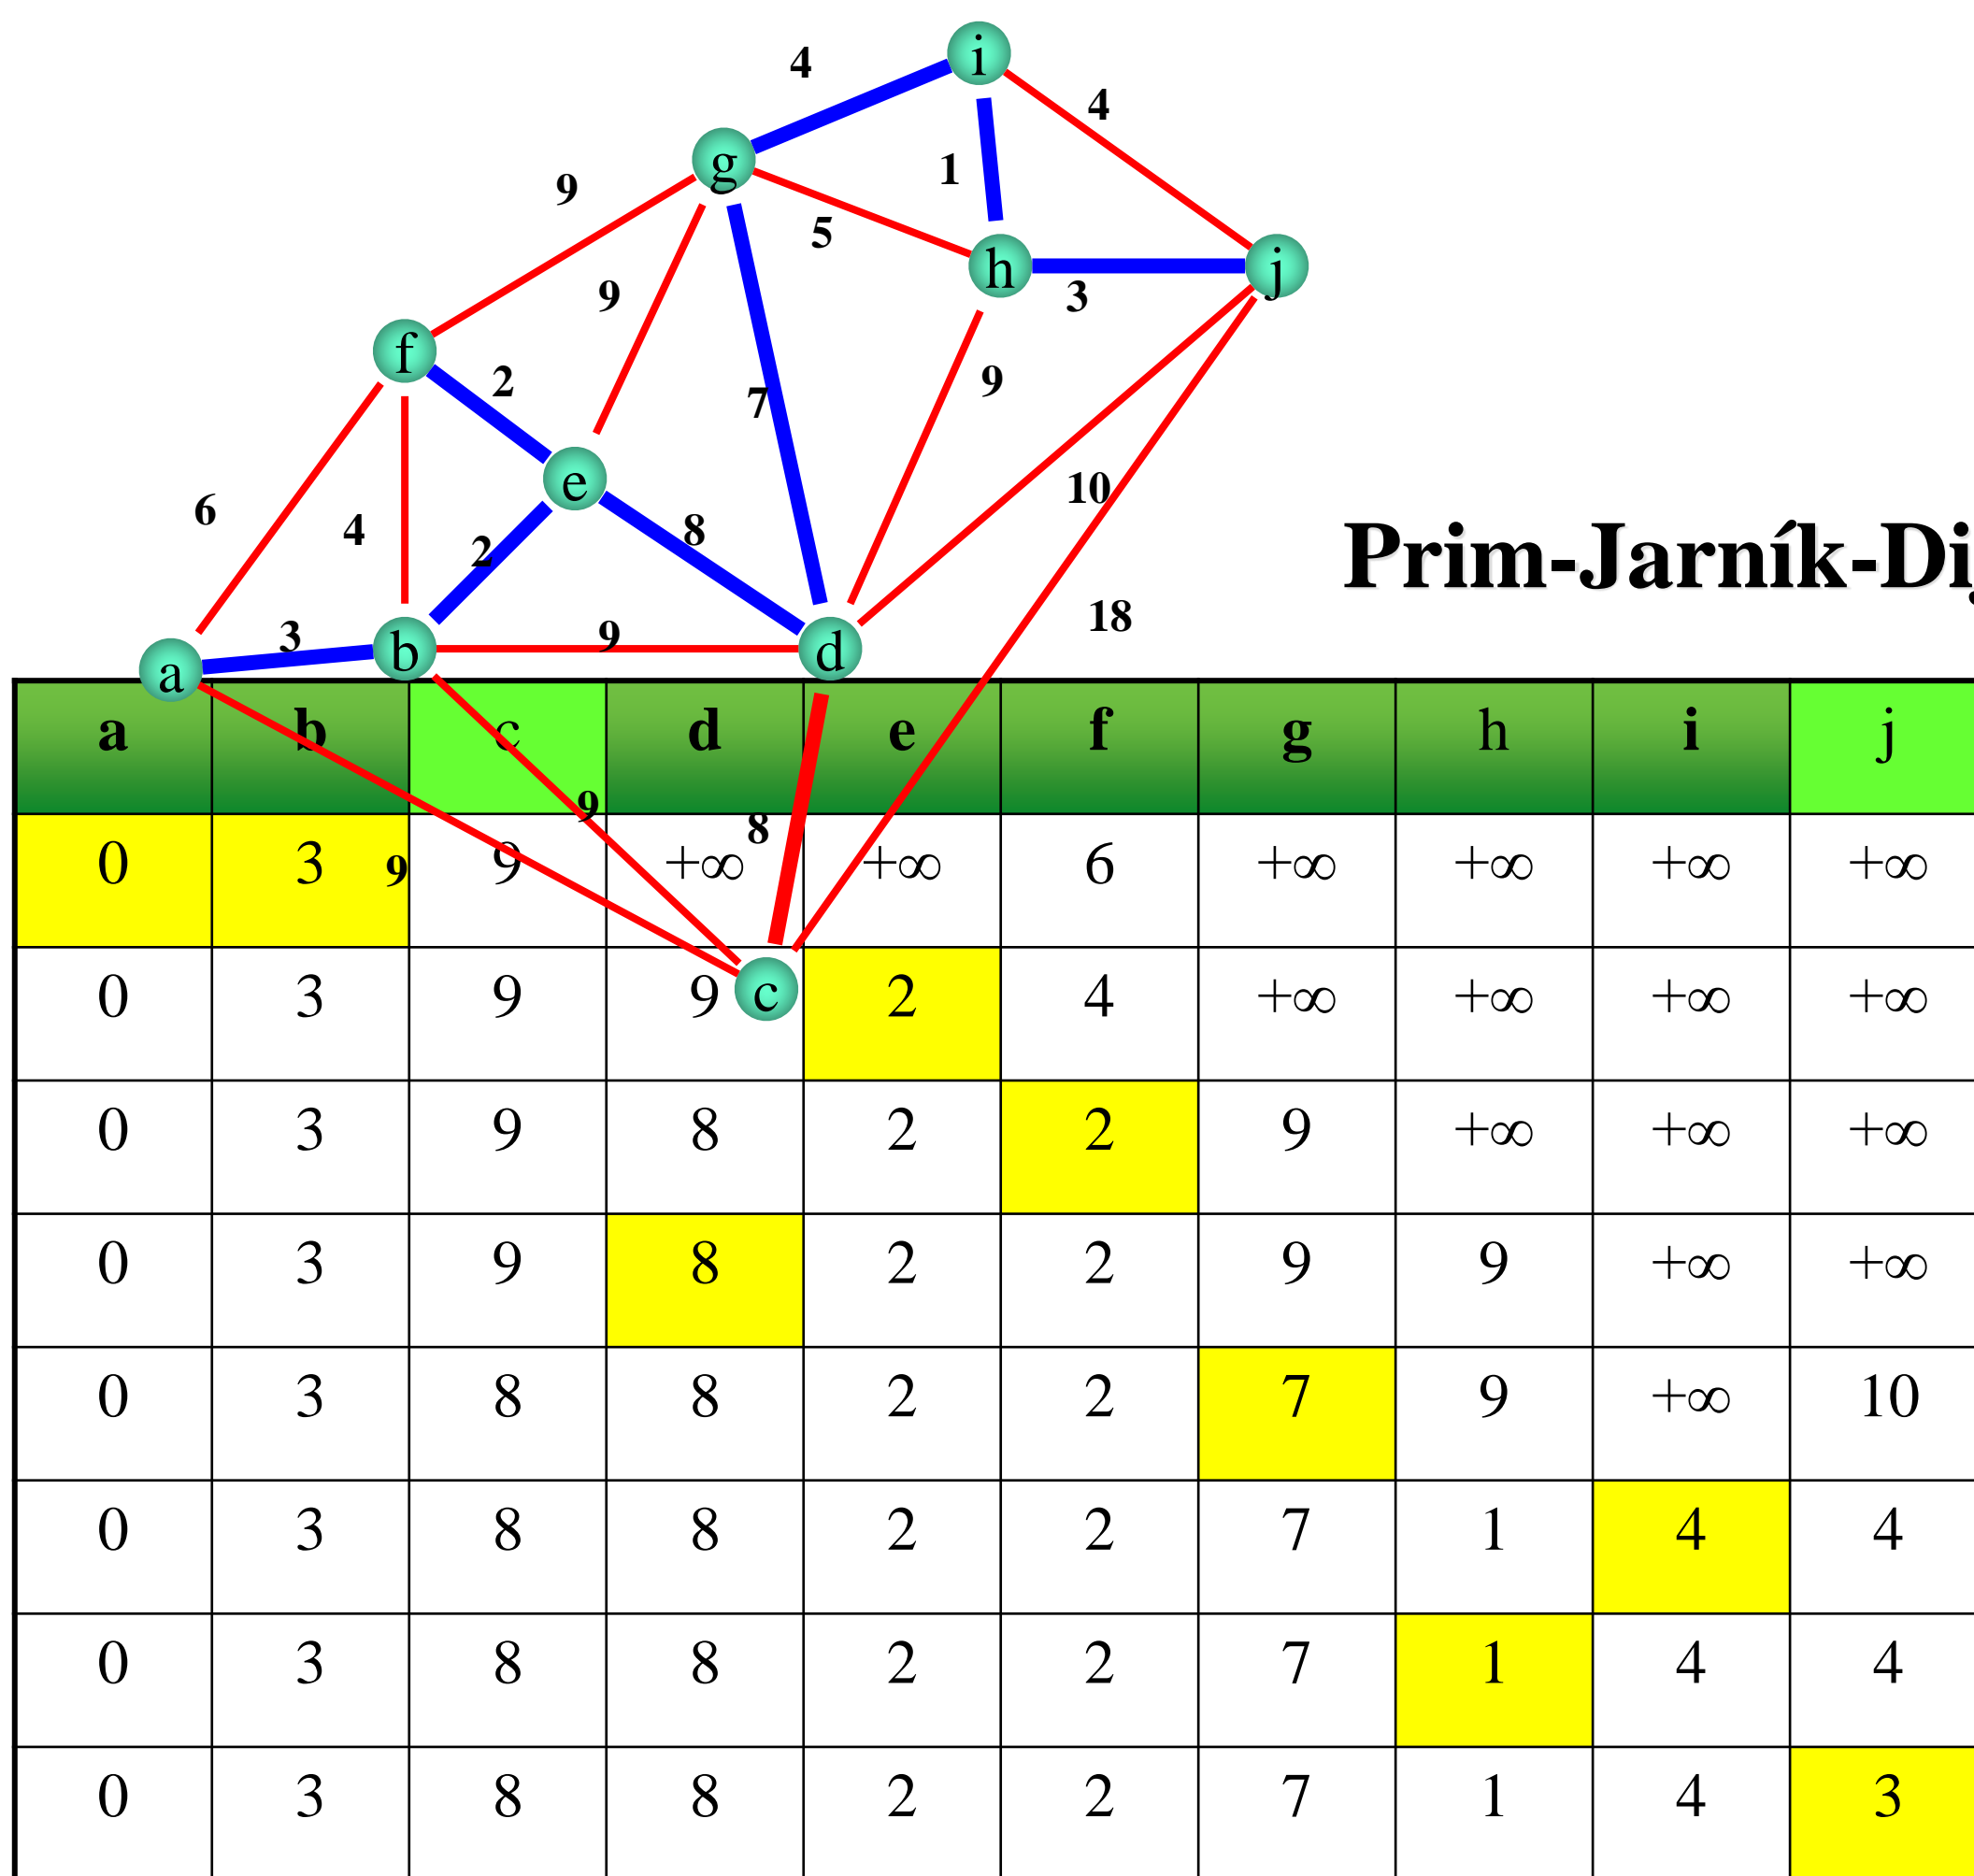 i
4
4
g
1
9
5
h
j
3
9
f
2
7
9
e
6
4
8
10
2
Prim-Jarník-Di
18
3
9
a
b
d
a b c d e f g h i j
9
8
0 3 9 +∞ +∞ 6 +∞ +∞ +∞ +∞
9
0 3 9 9 2 4 +∞ +∞ +∞ +∞
c
0 3 9 8 2 2 9 +∞ +∞ +∞
0 3 9 8 2 2 9 9 +∞ +∞
0 3 8 8 2 2 7 9 +∞ 10
0 3 8 8 2 2 7 1 4 4
0 3 8 8 2 2 7 1 4 4
0 3 8 8 2 2 7 1 4 3